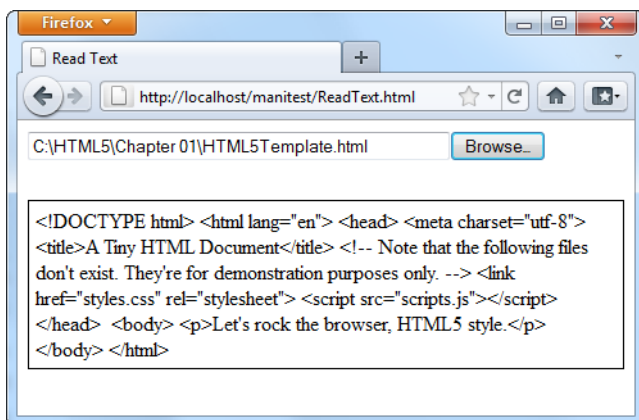 Firefox
Read Text
http://localhost/manitest/ReadText.html
C:\HTML5\Chapter 01\HTML5Template.html Browse...
<!DOCTYPE html> <html lang="en"> <head> <meta charset="utf-8">
<title>A Tiny HTML Document</title> <!-- Note that the following files
don't exist. They're for demonstration purposes only. --> <link
href="styles.css" rel="stylesheet"> <script src="scripts.js"></script>
</head> <body> <p>Let's rock the browser, HTML5 style.</p>
</body> </html>